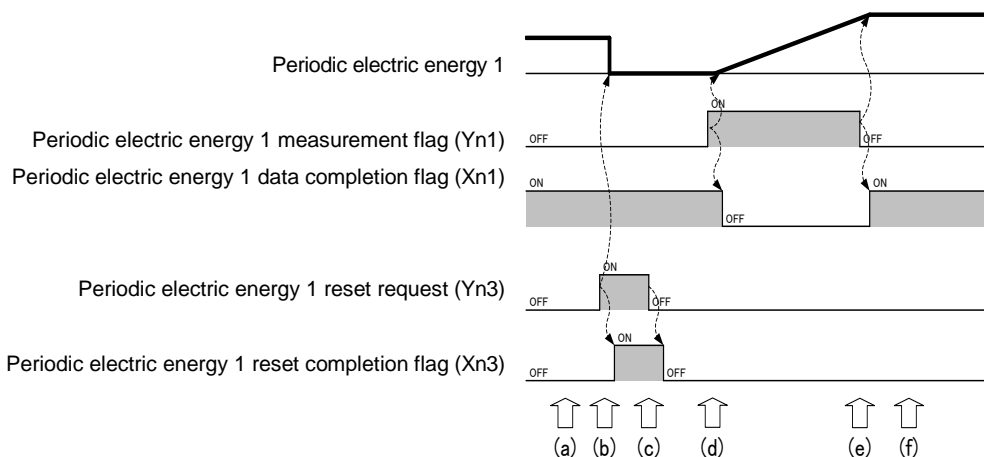 Periodic electric energy 1
ON
Periodic electric energy 1 measurement flag (Yn1)
OFF
OFF
Periodic electric energy 1 data completion flag (Xn1)
ON
ON
OFF
ON
Periodic electric energy 1 reset request (Yn3)
OFF
OFF
ON
Periodic electric energy 1 reset completion flag (Xn3)
OFF
OFF
(a) (b) (c) (d) (e) (f)